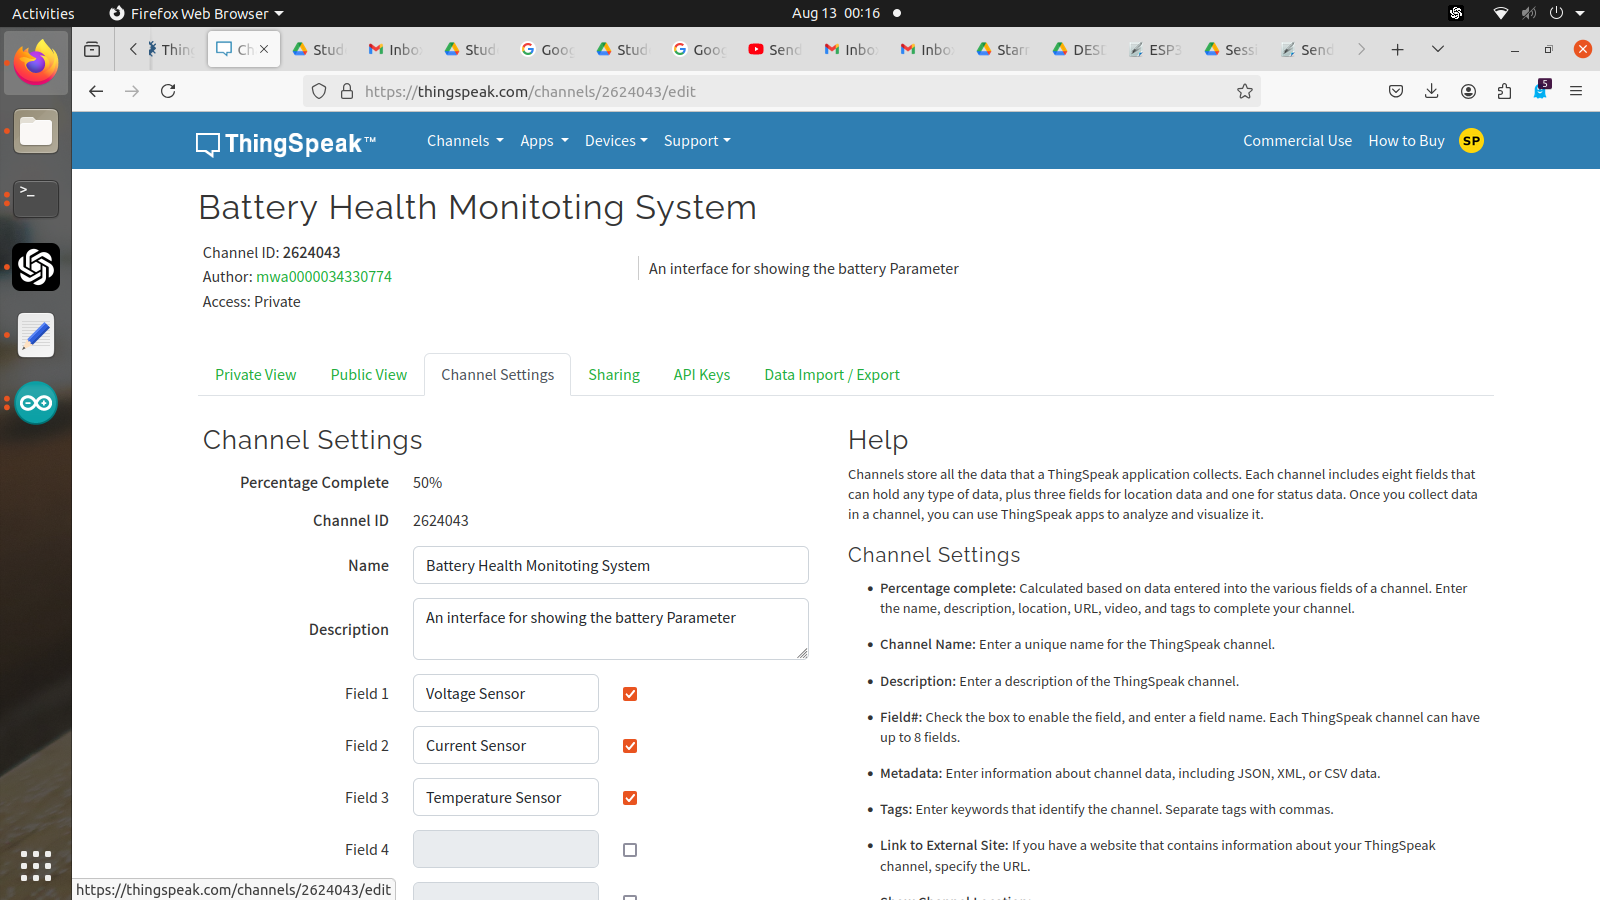 Activities
Firefox Web Browser
Aug 13 00:16
Thin
Ch
Stud
Inbo
Stud
Goo
Stud
Goo
Send
Inbo
Inbo
Starr
DESD
ESP3
Sessi
Send
https://thingspeak.com/channels/2624043/edit
5
ThingSpeak™
Channels
Apps
Devices
Support
Commercial Use
How to Buy
SP
Battery Health Monitoting System
Channel ID: 2624043
Author: mwa0000034330774
Access: Private
An interface for showing the battery Parameter
Private View
Public View
Channel Settings
Sharing
API Keys
Data Import / Export
Channel Settings
Percentage Complete 50%
Channel ID 2624043
Name Battery Health Monitoting System
Description An interface for showing the battery Parameter
Field 1 Voltage Sensor
Field 2 Current Sensor
Field 3 Temperature Sensor
Field 4
Help
Channels store all the data that a ThingSpeak application collects. Each channel includes eight fields that
can hold any type of data, plus three fields for location data and one for status data. Once you collect data
in a channel, you can use ThingSpeak apps to analyze and visualize it.
Channel Settings
• Percentage complete: Calculated based on data entered into the various fields of a channel. Enter
the name, description, location, URL, video, and tags to complete your channel.
• Channel Name: Enter a unique name for the ThingSpeak channel.
• Description: Enter a description of the ThingSpeak channel.
• Field#: Check the box to enable the field, and enter a field name. Each ThingSpeak channel can have
up to 8 fields.
• Metadata: Enter information about channel data, including JSON, XML, or CSV data.
• Tags: Enter keywords that identify the channel. Separate tags with commas.
• Link to External Site: If you have a website that contains information about your ThingSpeak
channel, specify the URL.
https://thingspeak.com/channels/2624043/edit